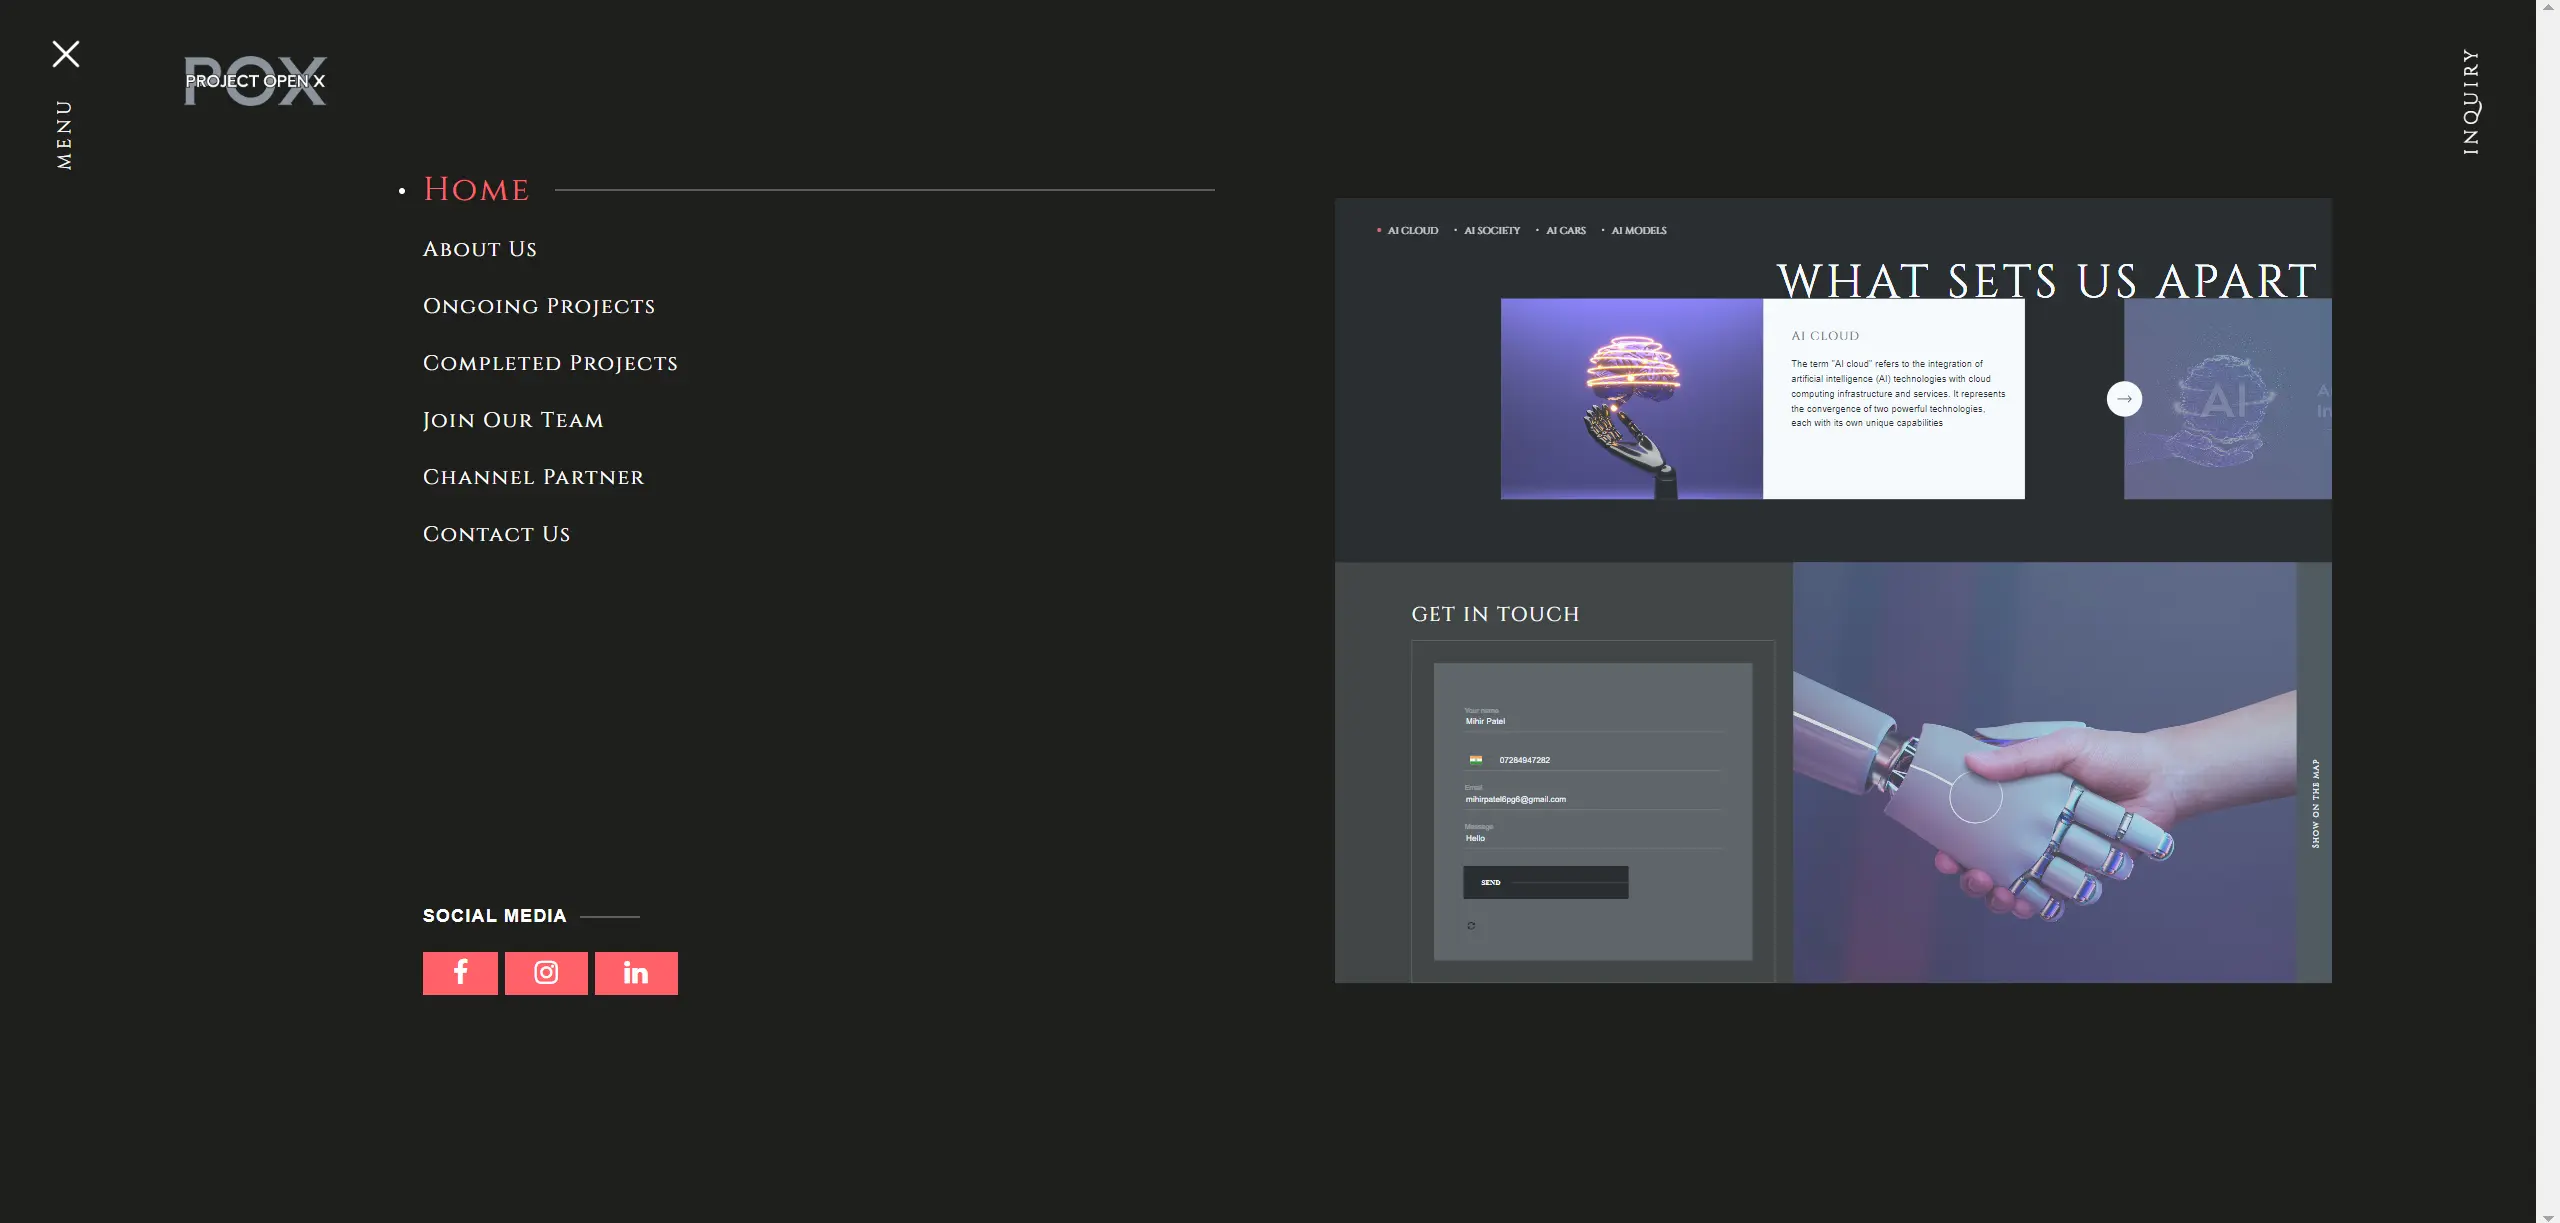 MENU
POX
PROJECT OPEN X
INQUIRY
Home
About Us
Ongoing Projects
Completed Projects
Join Our Team
Channel Partner
Contact Us
SOCIAL MEDIA
AI CLOUD
AI SOCIETY
AI CARS
AI MODELS
WHAT SETS US APART
AI CLOUD
The term "AI cloud" refers to the integration of
artificial intelligence (AI) technologies with cloud
computing infrastructure and services. It represents
the convergence of two powerful technologies,
each with its own unique capabilities
AI
GET IN TOUCH
Your name
Mihir Patel
07284947282
Email
mihirpatel6pg6@gmail.com
Message
Hello
SEND
SHOW ON THE MAP